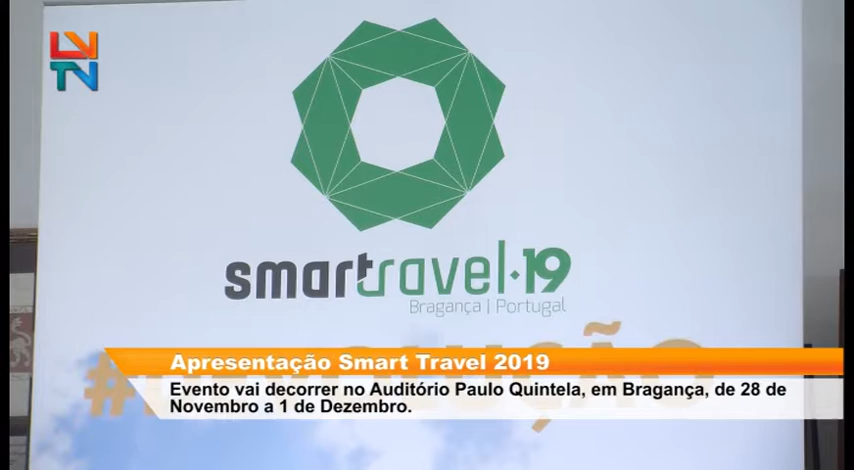 LVTV
smartravel·19
Bragança | Portugal
Apresentação Smart Travel 2019
Evento vai decorrer no Auditório Paulo Quintela, em Bragança, de 28 de
Novembro a 1 de Dezembro.